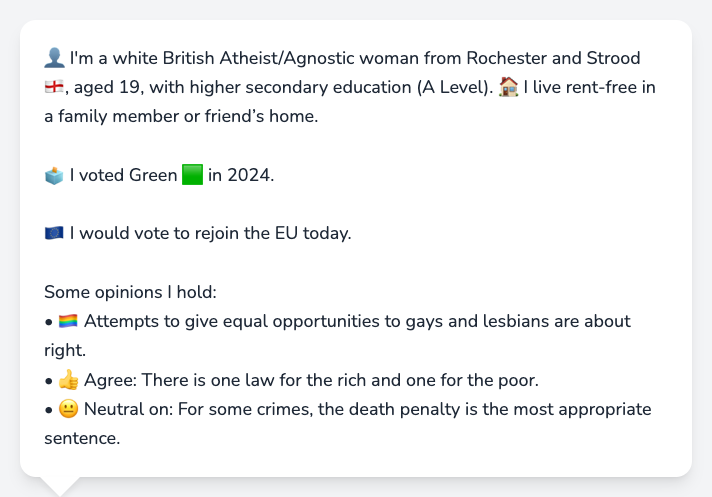 👤 I'm a white British Atheist/Agnostic woman from Rochester and Strood
🏴󠁧󠁢󠁥󠁮󠁧󠁿, aged 19, with higher secondary education (A Level). 🏠 I live rent-free in
a family member or friend’s home.
🗳️ I voted Green 🟩 in 2024.
🇪🇺 I would vote to rejoin the EU today.
Some opinions I hold:
• 🏳️‍🌈 Attempts to give equal opportunities to gays and lesbians are about
right.
• 👍 Agree: There is one law for the rich and one for the poor.
• 😐 Neutral on: For some crimes, the death penalty is the most appropriate
sentence.